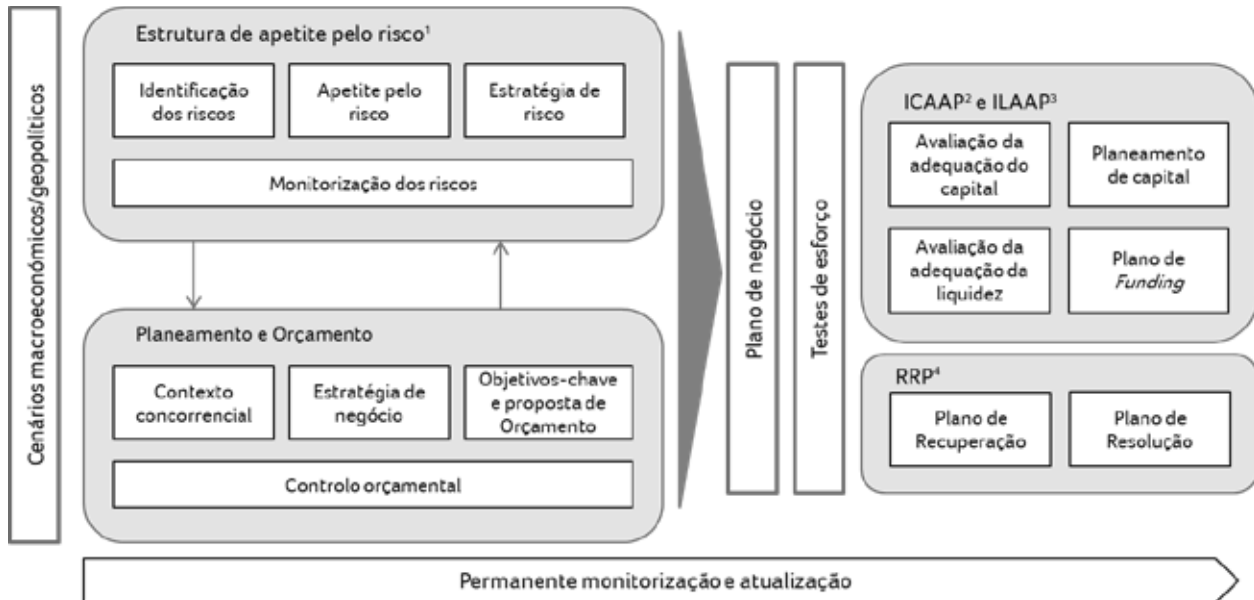 Cenários macroeconómicos/geopolíticos
Estrutura de apetite pelo risco¹
Identificação
dos riscos
Apetite pelo
risco
Estratégia de
risco
Monitorização dos riscos
Planeamento e Orçamento
Contexto
concorrencial
Estratégia de
negócio
Objetivos-chave
e proposta de
Orçamento
Controlo orçamental
Plano de negócio
Testes de esforço
ICAAP² e ILAAP³
Avaliação da
adequação do
capital
Planeamento
de capital
Avaliação da
adequação da
liquidez
Plano de
Funding
RRP⁴
Plano de
Recuperação
Plano de
Resolução
Permanente monitorização e atualização